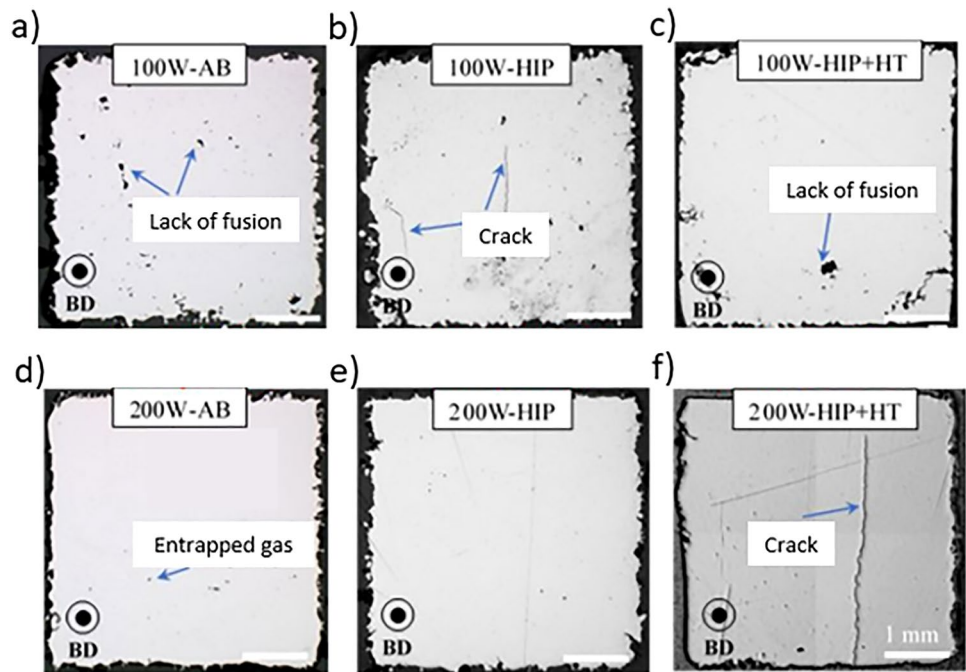 a)
b)
c)
100W-AB
100W-HIP
100W-HIP+HT
Lack of fusion
Crack
Lack of fusion
BD
BD
BD
d)
e)
f)
200W-AB
200W-HIP
200W-HIP+HT
Entrapped gas
Crack
BD
BD
BD
1 mm